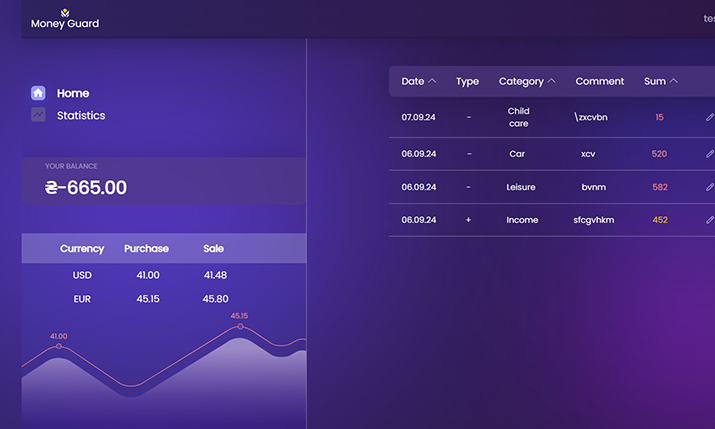 Money Guard
Home
Statistics
YOUR BALANCE
₴-665.00
Currency Purchase Sale
USD 41.00 41.48
EUR 45.15 45.80
41.00
45.15
Date Type Category Comment Sum
07.09.24 - Child care \zxcvbn 15
06.09.24 - Car xcv 520
06.09.24 - Leisure bvnm 582
06.09.24 + Income sfcgvhkm 452